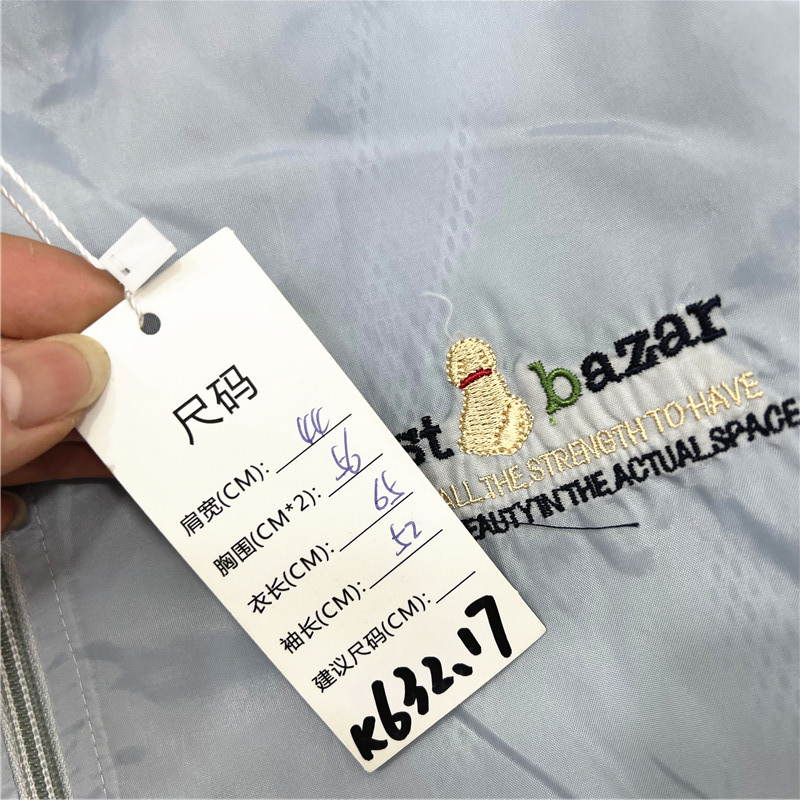 尺码
肩宽(CM): 44
胸围(CM*2): 56
衣长(CM): 65
袖长(CM): 52
建议尺码(CM):
K632.17
st bazar
ALL THE STRENGTH TO HAVE
EAUTY IN THE ACTUAL SPACE